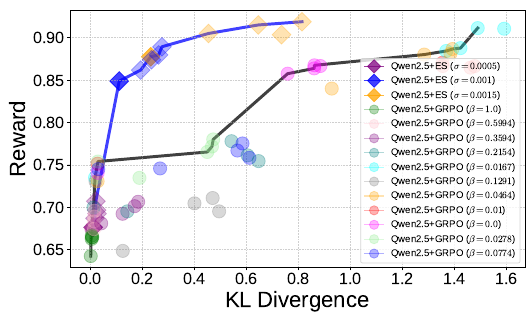 0.90
0.85
0.80
0.75
0.70
0.65
Reward
0.0 0.2 0.4 0.6 0.8 1.0 1.2 1.4 1.6
KL Divergence
Qwen2.5+ES (σ=0.0005)
Qwen2.5+ES (σ=0.001)
Qwen2.5+ES (σ=0.0015)
Qwen2.5+GRPO (β=1.0)
Qwen2.5+GRPO (β=0.5994)
Qwen2.5+GRPO (β=0.3594)
Qwen2.5+GRPO (β=0.2154)
Qwen2.5+GRPO (β=0.0167)
Qwen2.5+GRPO (β=0.1291)
Qwen2.5+GRPO (β=0.0464)
Qwen2.5+GRPO (β=0.01)
Qwen2.5+GRPO (β=0.0)
Qwen2.5+GRPO (β=0.0278)
Qwen2.5+GRPO (β=0.0774)